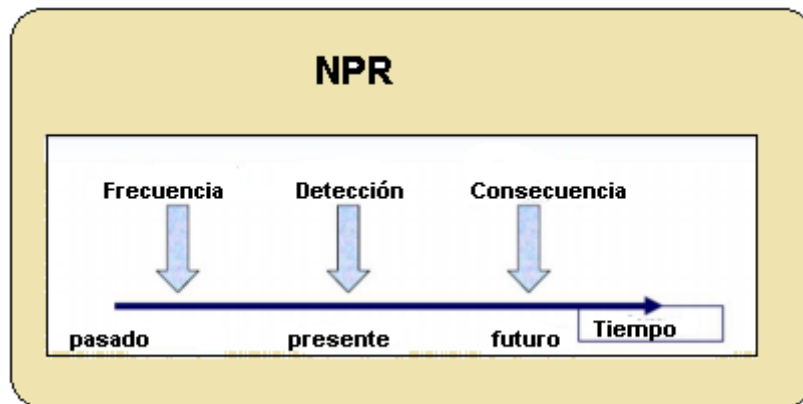 NPR
Frecuencia Detección Consecuencia
pasado presente futuro Tiempo